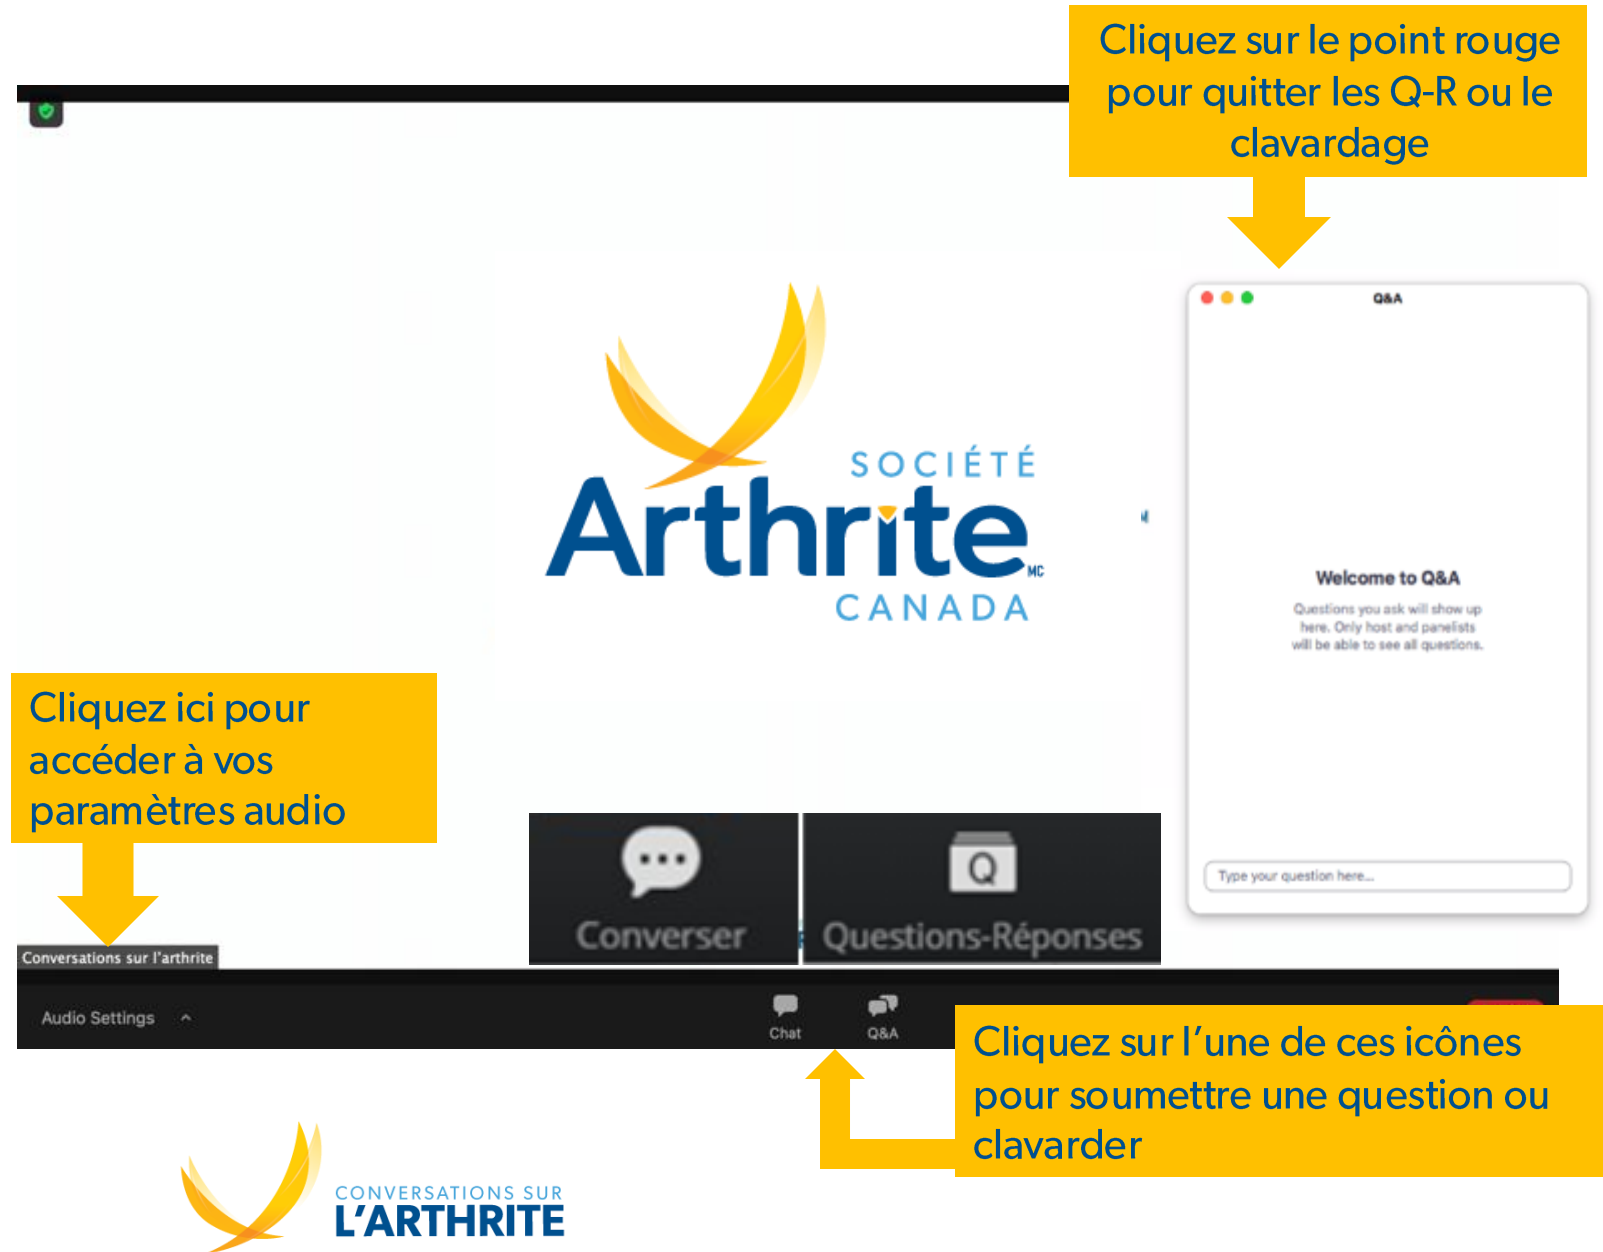 Cliquez sur le point rouge
pour quitter les Q-R ou le
clavardage
Q&A
SOCIÉTÉ
Arthrite
MC
CANADA
Welcome to Q&A
Questions you ask will show up
here. Only host and panelists
will be able to see all questions.
Cliquez ici pour
accéder à vos
paramètres audio
Type your question here...
Q
Converser
Questions-Réponses
Conversations sur l'arthrite
Audio Settings
Chat
Q&A
Cliquez sur l’une de ces icônes
pour soumettre une question ou
clavarder
CONVERSATIONS SUR
L’ARTHRITE